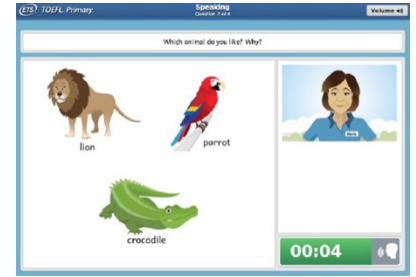 ETS TOEFL Primary
Speaking
Question 7 of 8
Volume
Which animal do you like? Why?
lion
parrot
crocodile
00:04